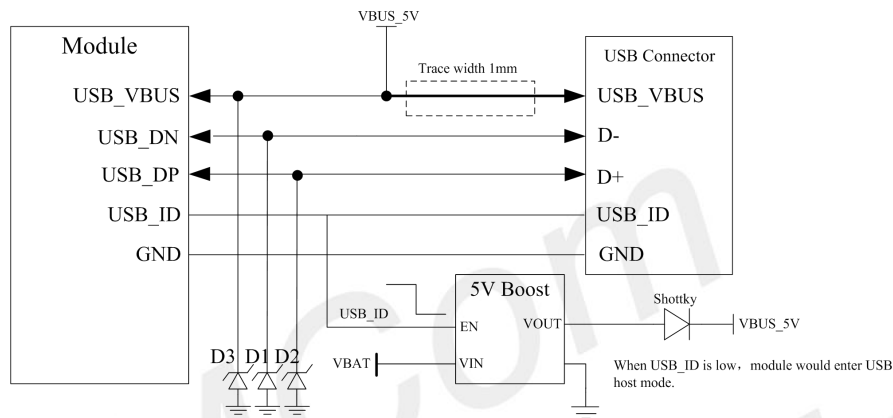 VBUS_5V
Module
USB Connector
Trace width 1mm
USB_VBUS
USB_VBUS
USB_DN
D-
USB_DP
D+
USB_ID
USB_ID
GND
GND
5V Boost
USB_ID
EN
VOUT
Shottky
VBUS_5V
VBAT
VIN
D3 D1 D2
When USB_ID is low，module would enter USB
host mode.